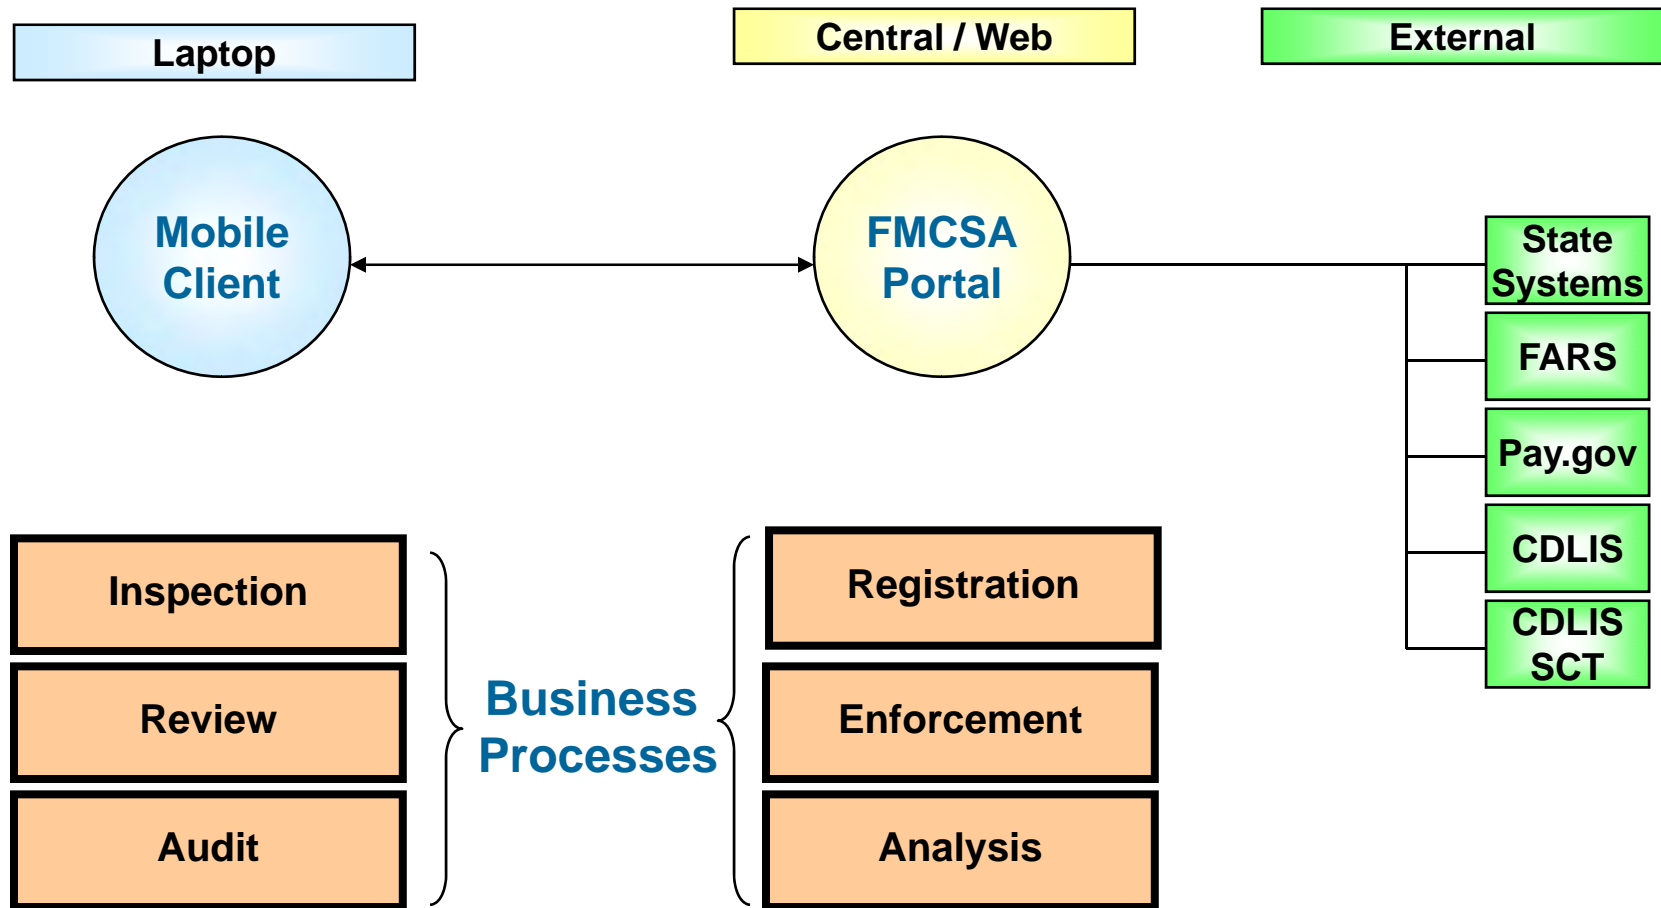 Laptop
Central / Web
External
Mobile
Client
FMCSA
Portal
State
Systems
FARS
Pay.gov
CDLIS
CDLIS
SCT
Inspection
Review
Audit
Business
Processes
Registration
Enforcement
Analysis